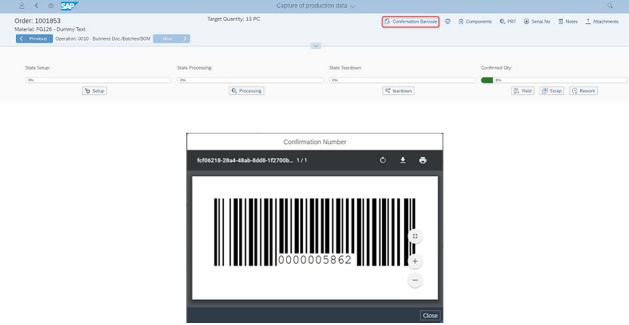 SAP
Capture of production data
Order: 1001853
Target Quantity: 13 PC
Confirmation Barcode
Components
PRT
Serial No
Notes
Attachments
Material: FG126 - Dummy Text
Previous
Operation: 0010 - Business Doc./Batches/BOM
Next
State Setup:
State Processing:
State Teardown:
Confirmed Qty:
0%
0%
0%
8%
Setup
Processing
Teardown
Yield
Scrap
Rework
Confirmation Number
fcf06218-28a4-48ab-8dd8-1f2700b... 1 / 1
0000005862
Close